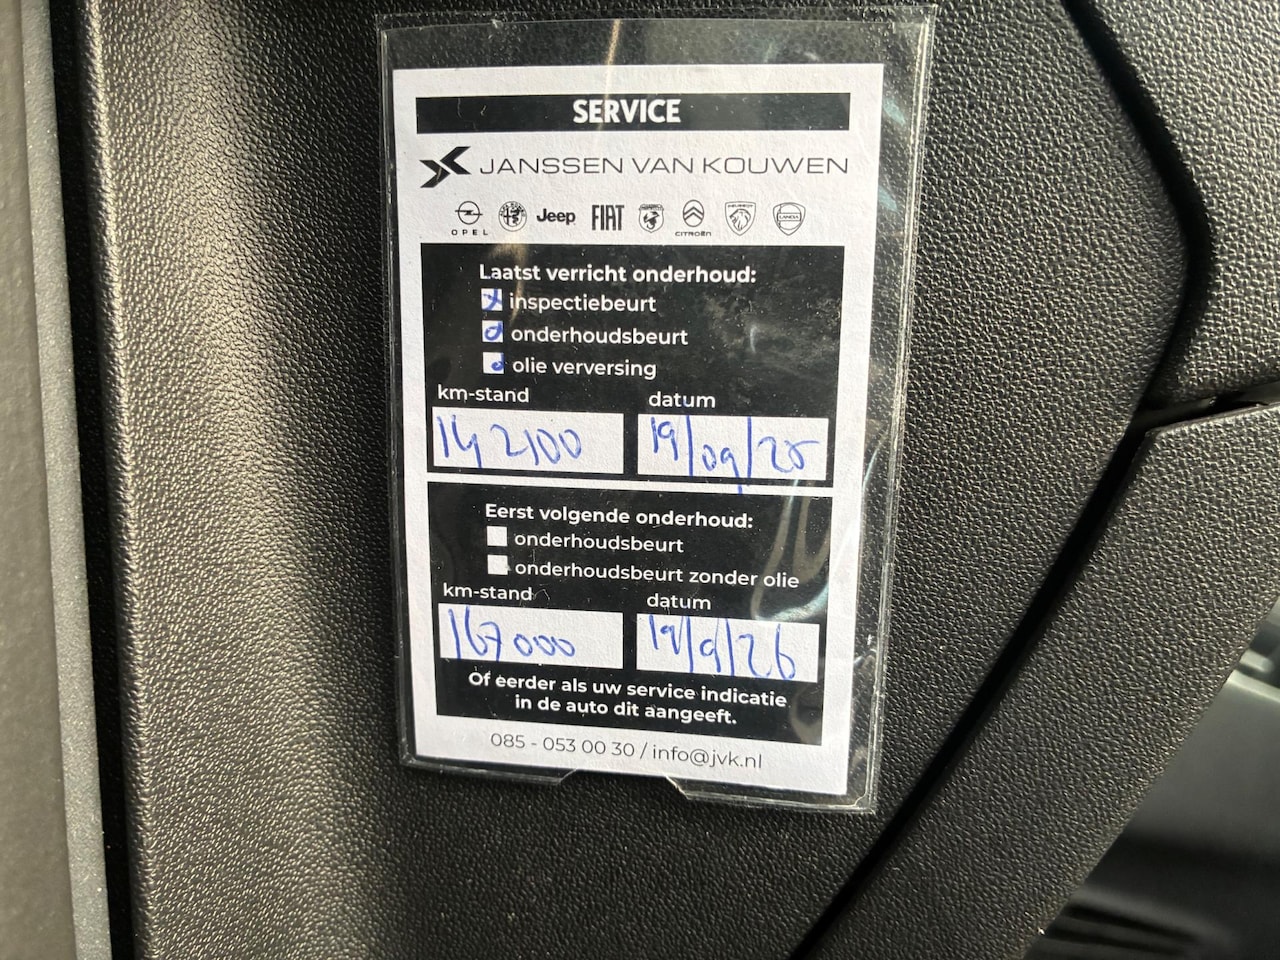 SERVICE
JANSSEN VAN KOUWEN
OPEL Jeep FIAT CITROËN PEUGEOT LANCIA
Laatst verricht onderhoud:
inspectiebeurt
onderhoudsbeurt
olie verversing
km-stand datum
142100 19/09/25
Eerst volgende onderhoud:
onderhoudsbeurt
onderhoudsbeurt zonder olie
km-stand datum
167000 19/9/26
Of eerder als uw service indicatie
in de auto dit aangeeft.
085 - 053 00 30 / info@jvk.nl